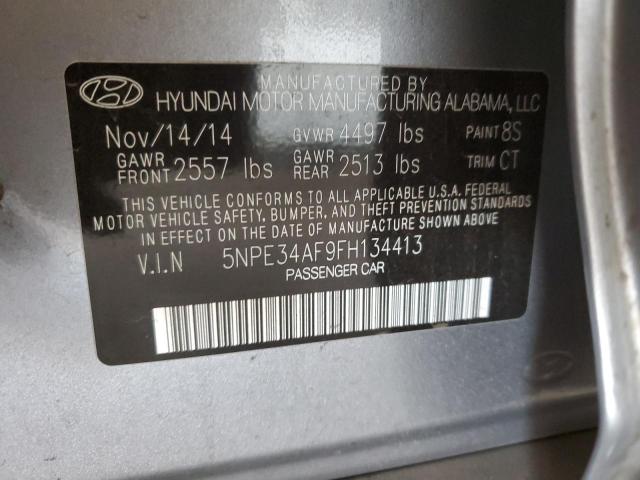 MANUFACTURED BY
HYUNDAI MOTOR MANUFACTURING ALABAMA, LLC
Nov/14/14 GVWR 4497 lbs PAINT 8S
GAWR FRONT 2557 lbs GAWR REAR 2513 lbs TRIM CT
THIS VEHICLE CONFORMS TO ALL APPLICABLE U.S.A. FEDERAL
MOTOR VEHICLE SAFETY, BUMPER, AND THEFT PREVENTION STANDARDS
IN EFFECT ON THE DATE OF MANUFACTURE SHOWN ABOVE.
V.I.N 5NPE34AF9FH134413
PASSENGER CAR